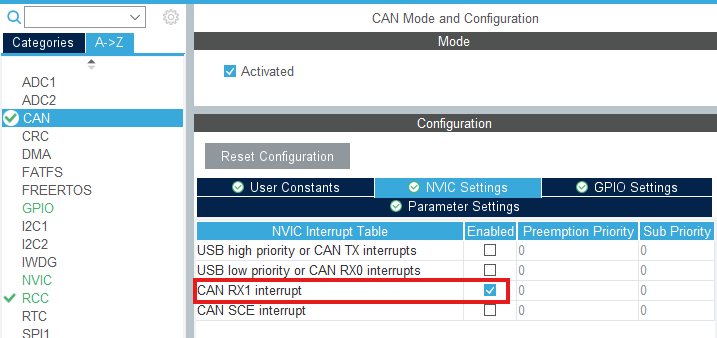 CAN Mode and Configuration
Mode
Categories A->Z
Activated
ADC1
ADC2
CAN
CRC
DMA
FATFS
FREERTOS
GPIO
I2C1
I2C2
IWDG
NVIC
RCC
RTC
SPI1
Configuration
Reset Configuration
User Constants NVIC Settings GPIO Settings
Parameter Settings
NVIC Interrupt Table Enabled Preemption Priority Sub Priority
USB high priority or CAN TX interrupts 0 0
USB low priority or CAN RX0 interrupts 0 0
CAN RX1 interrupt 0 0
CAN SCE interrupt 0 0